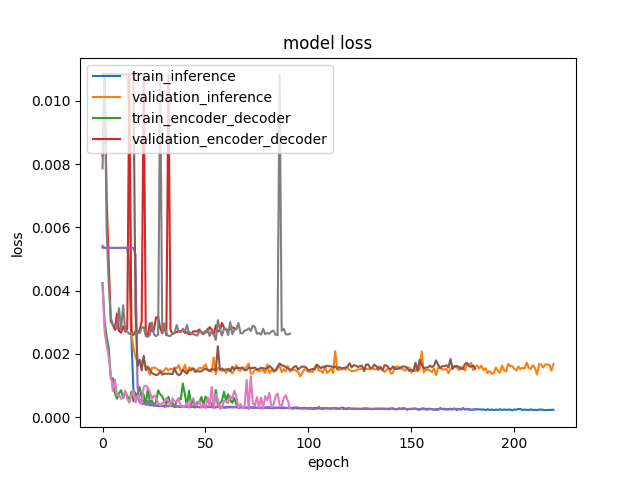 model loss
train_inference
validation_inference
train_encoder_decoder
validation_encoder_decoder
0.010
0.008
0.006
0.004
0.002
0.000
loss
0
50
100
150
200
epoch